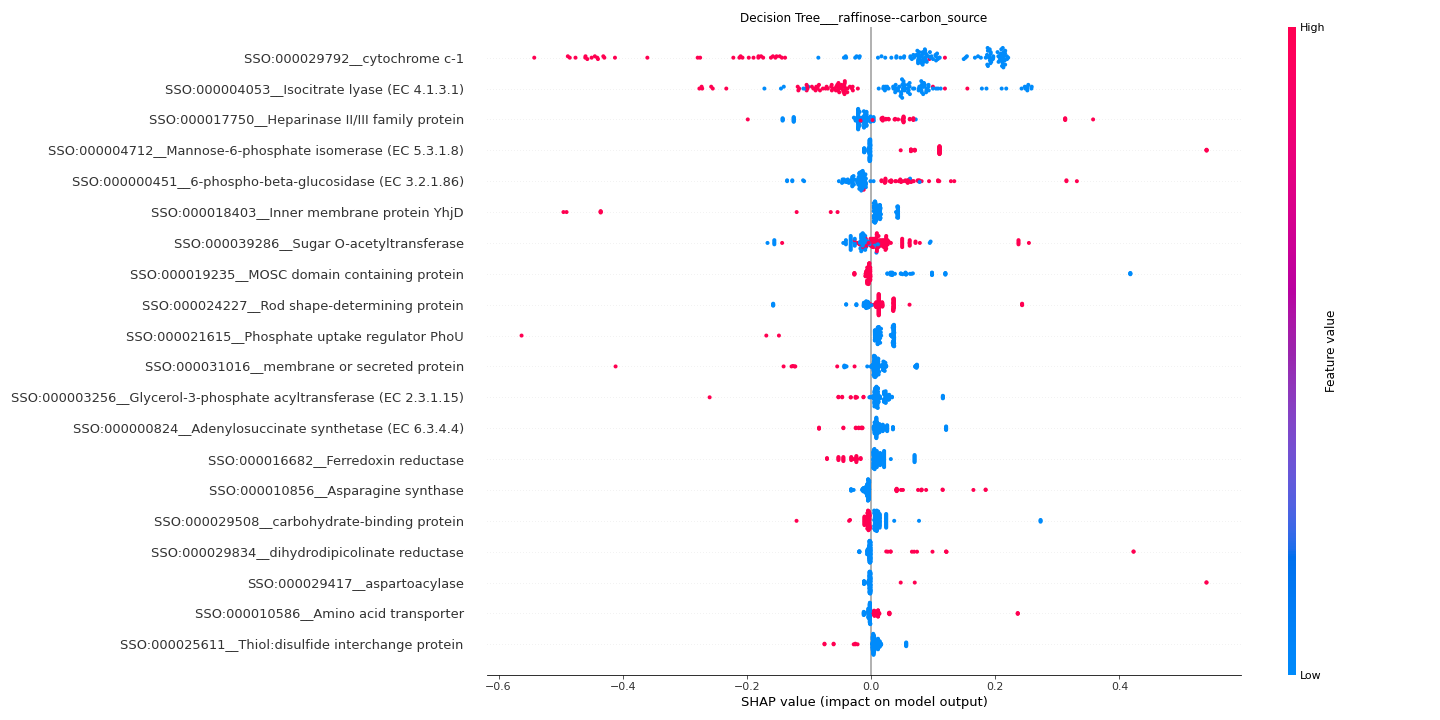 Decision Tree___raffinose--carbon_source
High
SSO:000029792__cytochrome c-1
SSO:000004053__Isocitrate lyase (EC 4.1.3.1)
SSO:000017750__Heparinase II/III family protein
SSO:000004712__Mannose-6-phosphate isomerase (EC 5.3.1.8)
SSO:000000451__6-phospho-beta-glucosidase (EC 3.2.1.86)
SSO:000018403__Inner membrane protein YhjD
SSO:000039286__Sugar O-acetyltransferase
SSO:000019235__MOSC domain containing protein
SSO:000024227__Rod shape-determining protein
SSO:000021615__Phosphate uptake regulator PhoU
SSO:000031016__membrane or secreted protein
SSO:000003256__Glycerol-3-phosphate acyltransferase (EC 2.3.1.15)
SSO:000000824__Adenylosuccinate synthetase (EC 6.3.4.4)
SSO:000016682__Ferredoxin reductase
SSO:000010856__Asparagine synthase
SSO:000029508__carbohydrate-binding protein
SSO:000029834__dihydrodipicolinate reductase
SSO:000029417__aspartoacylase
SSO:000010586__Amino acid transporter
SSO:000025611__Thiol:disulfide interchange protein
Feature value
Low
−0.6 −0.4 −0.2 0.0 0.2 0.4
SHAP value (impact on model output)